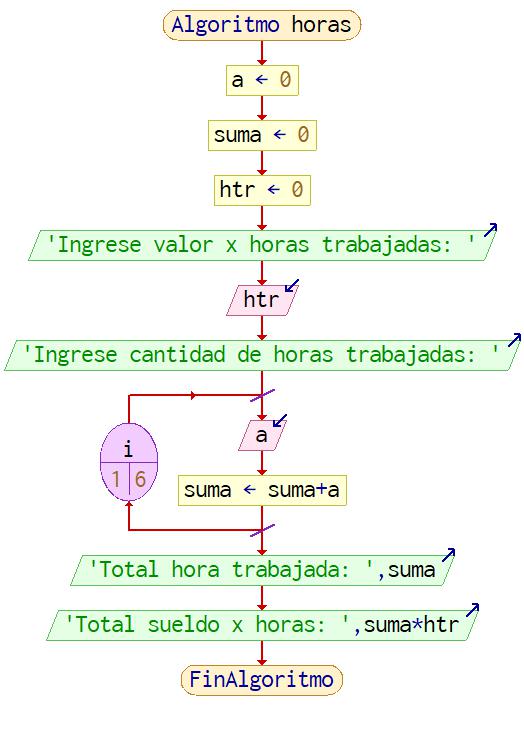 Algoritmo horas
a ← 0
suma ← 0
htr ← 0
'Ingrese valor x horas trabajadas: '
htr
'Ingrese cantidad de horas trabajadas: '
a
i
1 6
suma ← suma+a
'Total hora trabajada: ',suma
'Total sueldo x horas: ',suma*htr
FinAlgoritmo